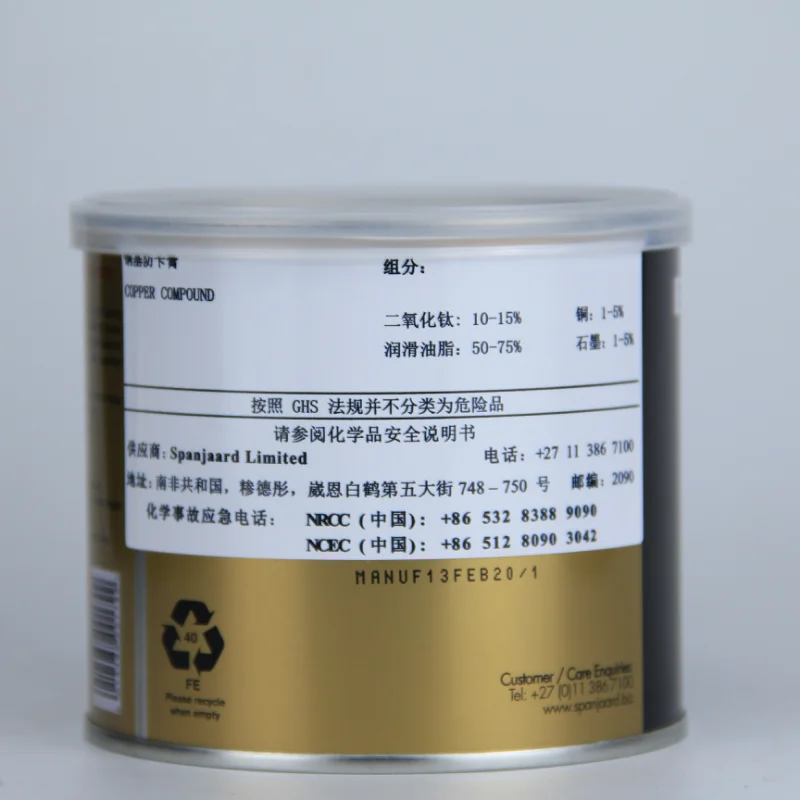 铜基防卡膏
COPPER COMPOUND
组分:
二氧化钛: 10-15% 铜: 1-5%
润滑油脂: 50-75% 石墨: 1-5%
按照 GHS 法规并不分类为危险品
请参阅化学品安全说明书
供应商: Spanjaard Limited 电话: +27 11 386 7100
地址: 南非共和国, 糁德彤, 崴恩白鹤第五大街 748-750 号 邮编: 2090
化学事故应急电话: NRCC (中国): +86 532 8388 9090
NCEC (中国): +86 512 8090 3042
MANUF13FEB20/1
40
FE
Please recycle
when empty
Customer / Care Enquiries
Tel: +27 (0)11 386 7100
www.spanjaard.biz